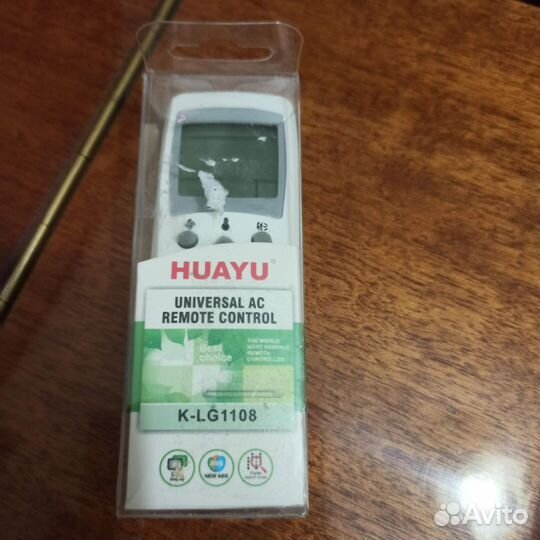 HUAYU
UNIVERSAL AC
REMOTE CONTROL
Best
choice
THE WORLD
MOST
REMOTE
CONTROLLER
K-LG1108
NEW ABS
Avito